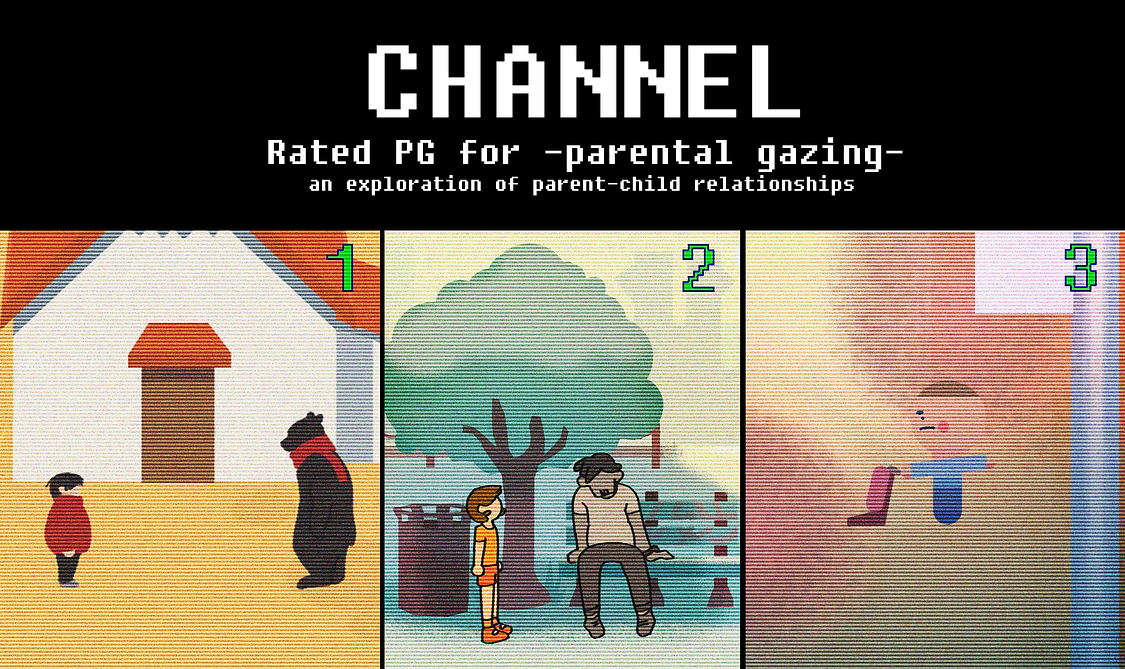 CHANNEL
Rated PG for -parental gazing-
an exploration of parent-child relationships
1
2
3